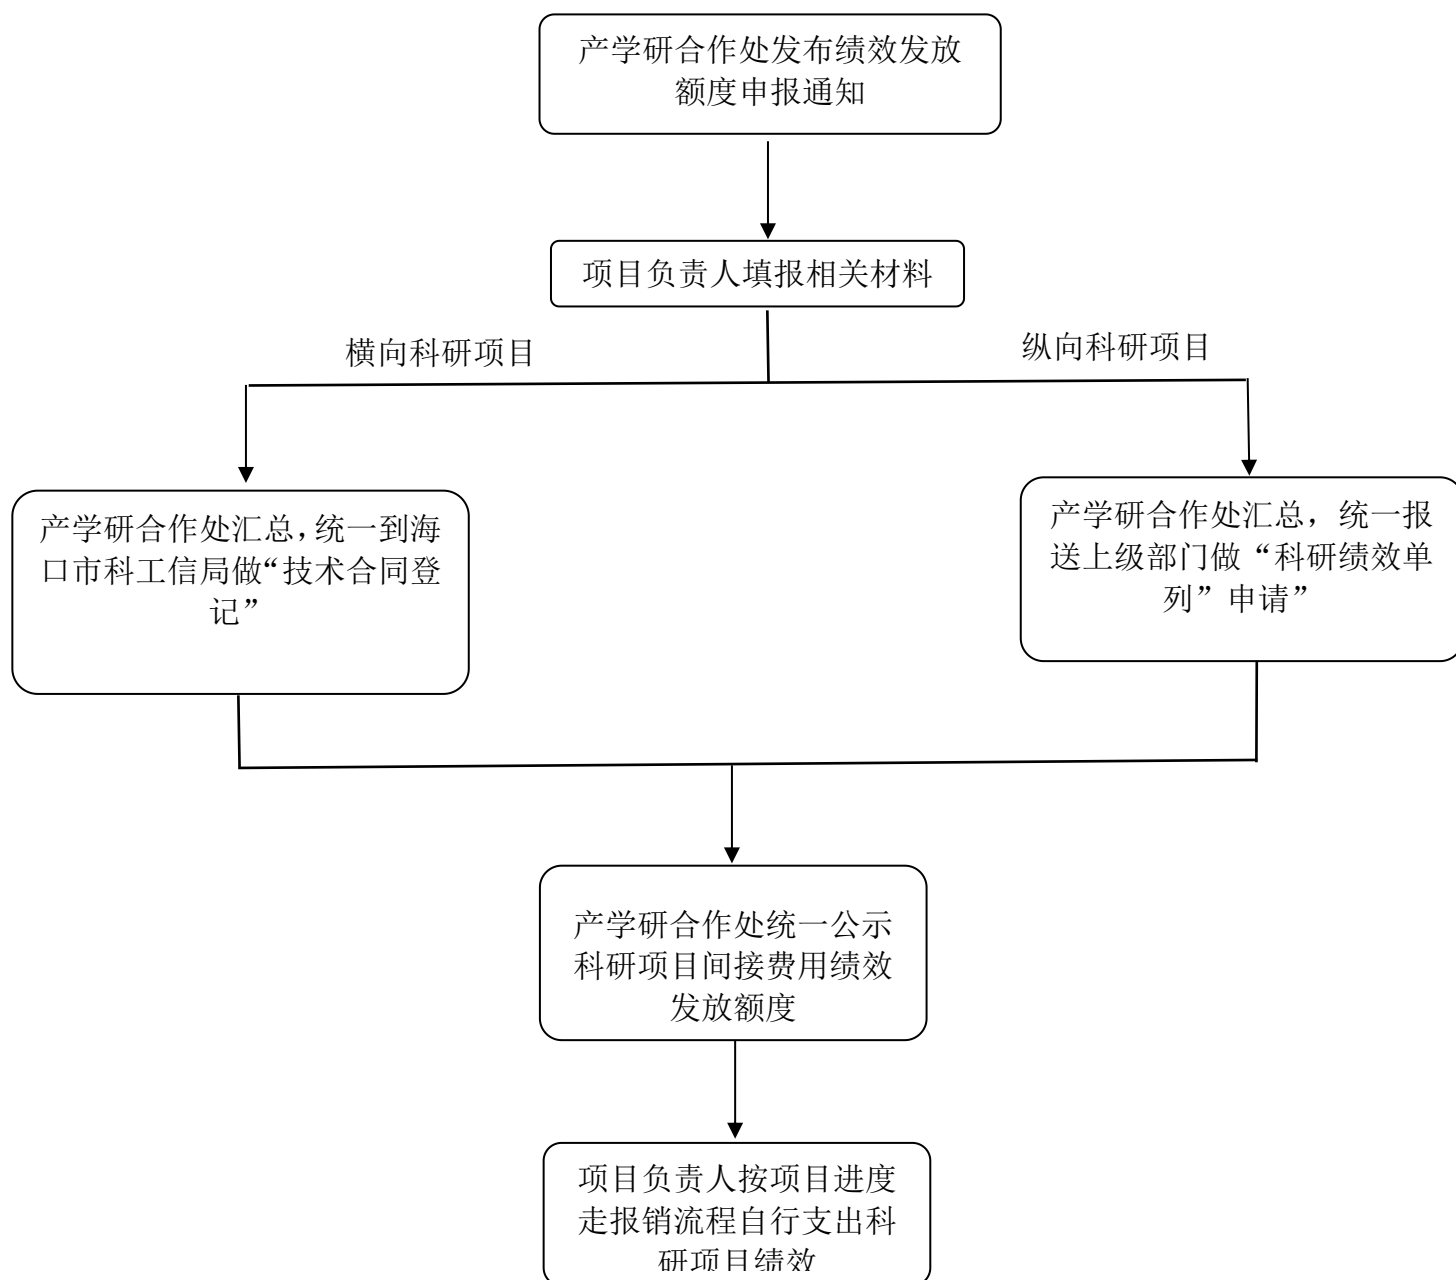 产学研合作处发布绩效发放
额度申报通知
项目负责人填报相关材料
横向科研项目
纵向科研项目
产学研合作处汇总，统一到海
口市科工信局做“技术合同登
记”
产学研合作处汇总，统一报
送上级部门做“科研绩效单
列”申请”
产学研合作处统一公示
科研项目间接费用绩效
发放额度
项目负责人按项目进度
走报销流程自行支出科
研项目绩效